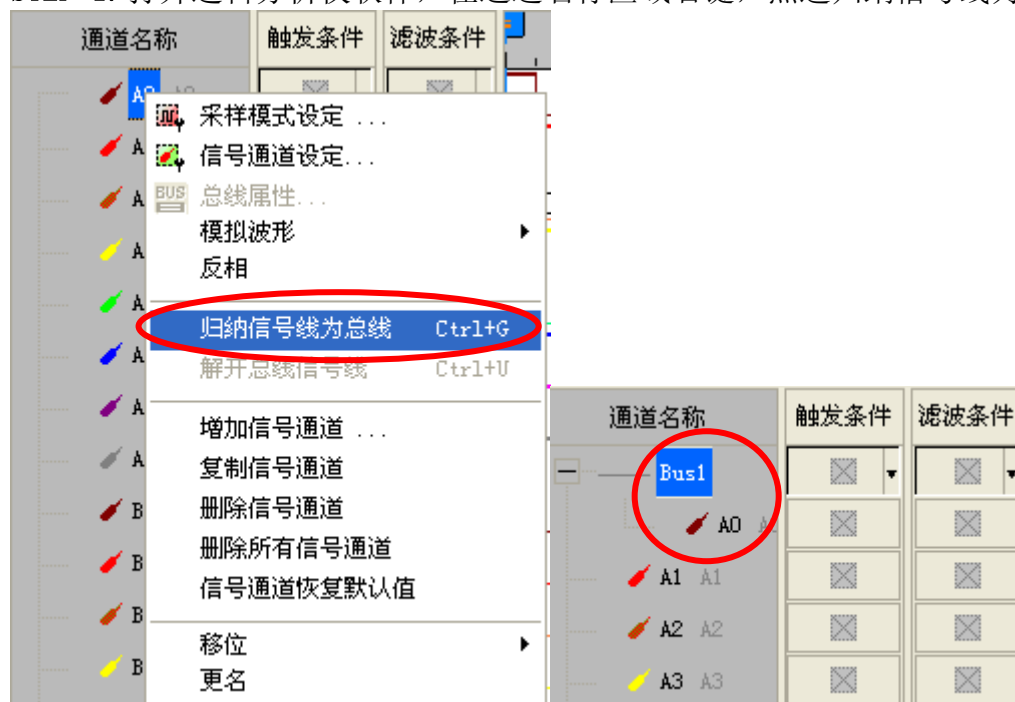 通道名称 触发条件 滤波条件
A0
采样模式设定 ...
A 信号通道设定...
A BUS 总线属性...
模拟波形
A
反相
A
归纳信号线为总线 Ctrl+G
A
解开总线信号线 Ctrl+U
A
增加信号通道 ...
A 复制信号通道
B 删除信号通道
删除所有信号通道
B
信号通道恢复默认值
B
移位
B
更名
通道名称 触发条件 滤波条件
Bus1
A0
A1 A1
A2 A2
A3 A3